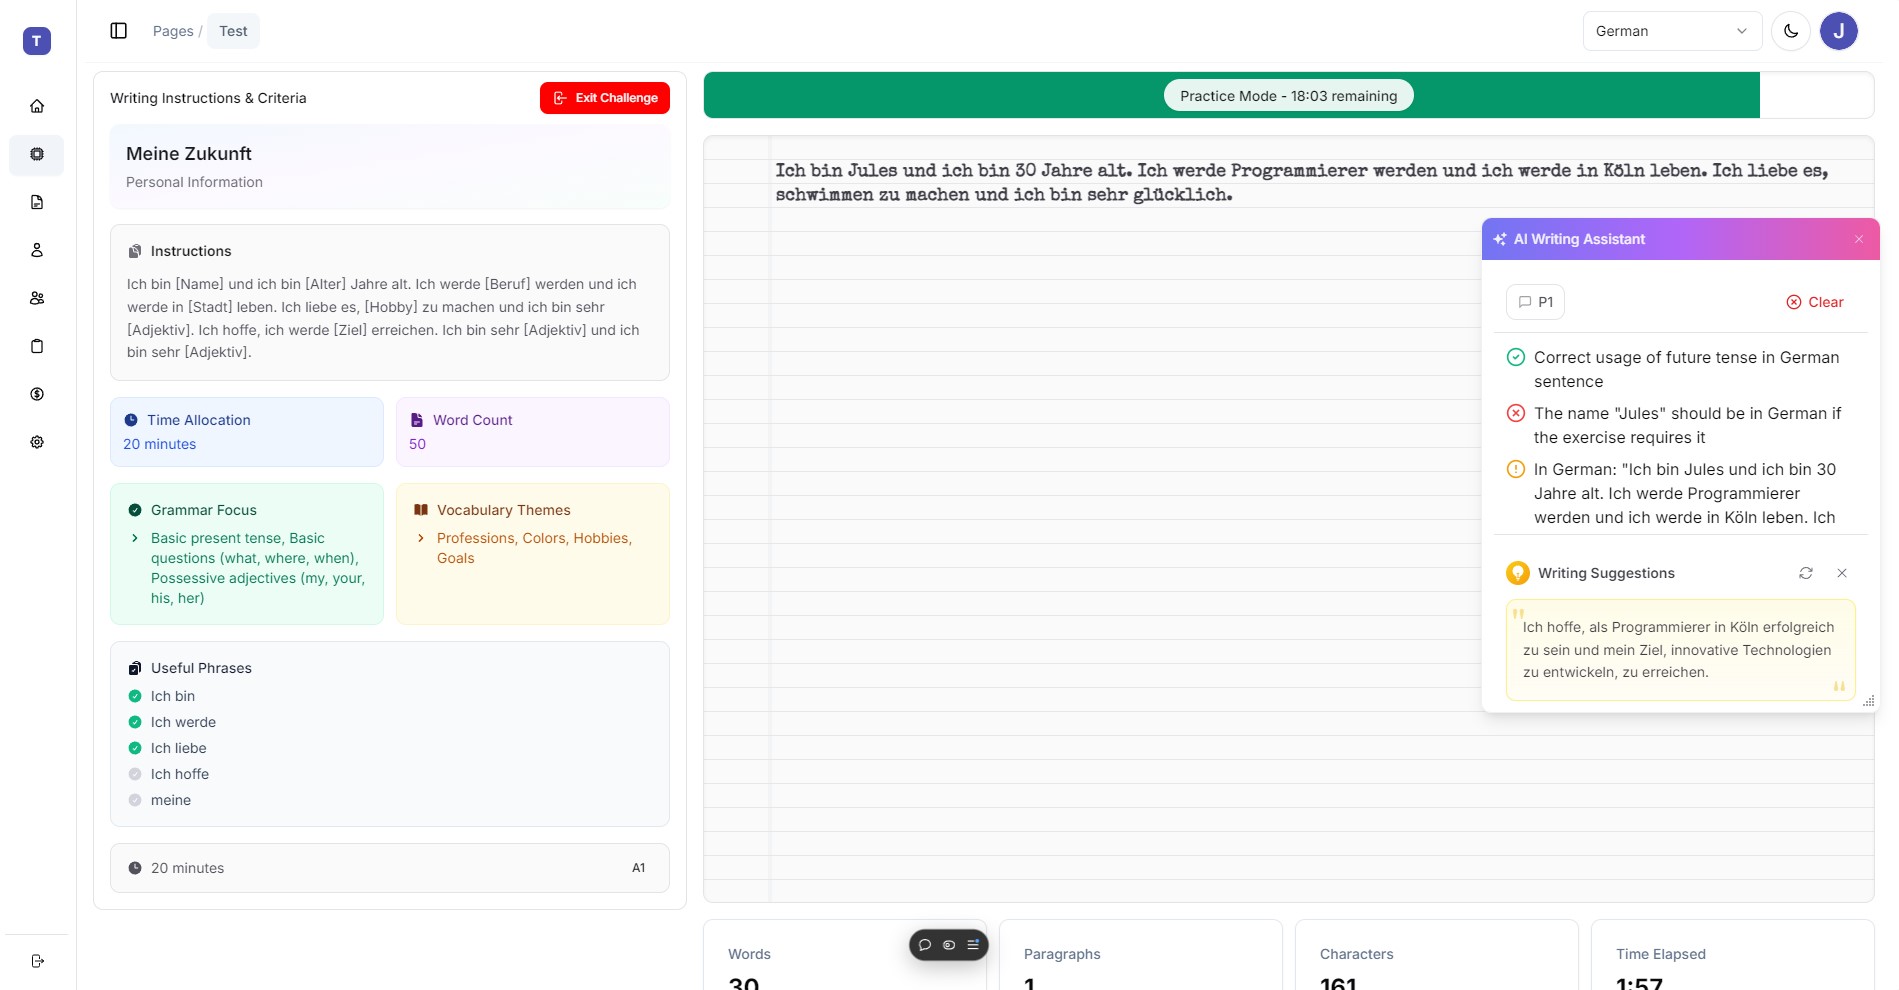 T
Pages / Test
German
J
Writing Instructions & Criteria
Exit Challenge
Meine Zukunft
Personal Information
Instructions
Ich bin [Name] und ich bin [Alter] Jahre alt. Ich werde [Beruf] werden und ich
werde in [Stadt] leben. Ich liebe es, [Hobby] zu machen und ich bin sehr
[Adjektiv]. Ich hoffe, ich werde [Ziel] erreichen. Ich bin sehr [Adjektiv] und ich
bin sehr [Adjektiv].
Time Allocation
20 minutes
Word Count
50
Grammar Focus
Basic present tense, Basic
questions (what, where, when),
Possessive adjectives (my, your,
his, her)
Vocabulary Themes
Professions, Colors, Hobbies,
Goals
Useful Phrases
Ich bin
Ich werde
Ich liebe
Ich hoffe
meine
20 minutes
A1
Practice Mode - 18:03 remaining
Ich bin Jules und ich bin 30 Jahre alt. Ich werde Programmierer werden und ich werde in Köln leben. Ich liebe es,
schwimmen zu machen und ich bin sehr glücklich.
AI Writing Assistant
P1
Clear
Correct usage of future tense in German
sentence
The name "Jules" should be in German if
the exercise requires it
In German: "Ich bin Jules und ich bin 30
Jahre alt. Ich werde Programmierer
werden und ich werde in Köln leben. Ich
Writing Suggestions
"Ich hoffe, als Programmierer in Köln erfolgreich
zu sein und mein Ziel, innovative Technologien
zu entwickeln, zu erreichen."
Words
30
Paragraphs
1
Characters
161
Time Elapsed
1:57